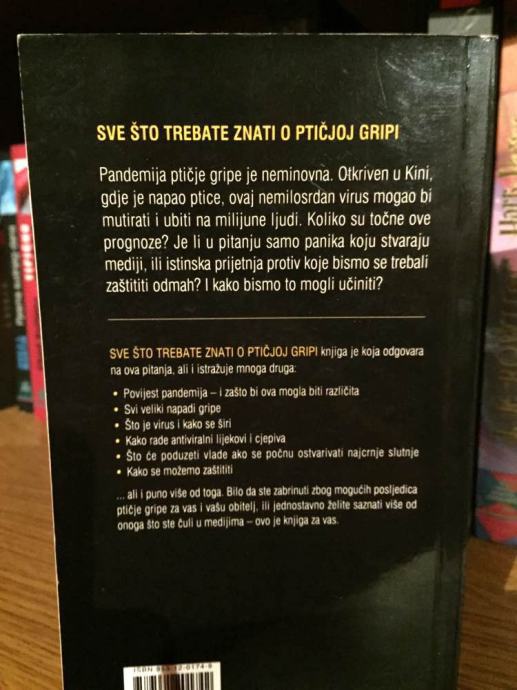 SVE ŠTO TREBATE ZNATI O PTIČJOJ GRIPI
Pandemija ptičje gripe je neminovna. Otkriven u Kini,
gdje je napao ptice, ovaj nemilosrdan virus mogao bi
mutirati i ubiti na milijune ljudi. Koliko su točne ove
prognoze? Je li u pitanju samo panika koju stvaraju
mediji, ili istinska prijetnja protiv koje bismo se trebali
zaštititi odmah? I kako bismo to mogli učiniti?
SVE ŠTO TREBATE ZNATI O PTIČJOJ GRIPI knjiga je koja odgovara
na ova pitanja, ali i istražuje mnoga druga:
• Povijest pandemija – i zašto bi ova mogla biti različita
• Svi veliki napadi gripe
• Što je virus i kako se širi
• Kako rade antiviralni lijekovi i cjepiva
• Što će poduzeti vlade ako se počnu ostvarivati najcrnje slutnje
• Kako se možemo zaštititi
... ali i puno više od toga. Bilo da ste zabrinuti zbog mogućih posljedica
ptičje gripe za vas i vašu obitelj, ili jednostavno želite saznati više od
onoga što ste čuli u medijima – ovo je knjiga za vas.
ISBN 953-12-0174-8